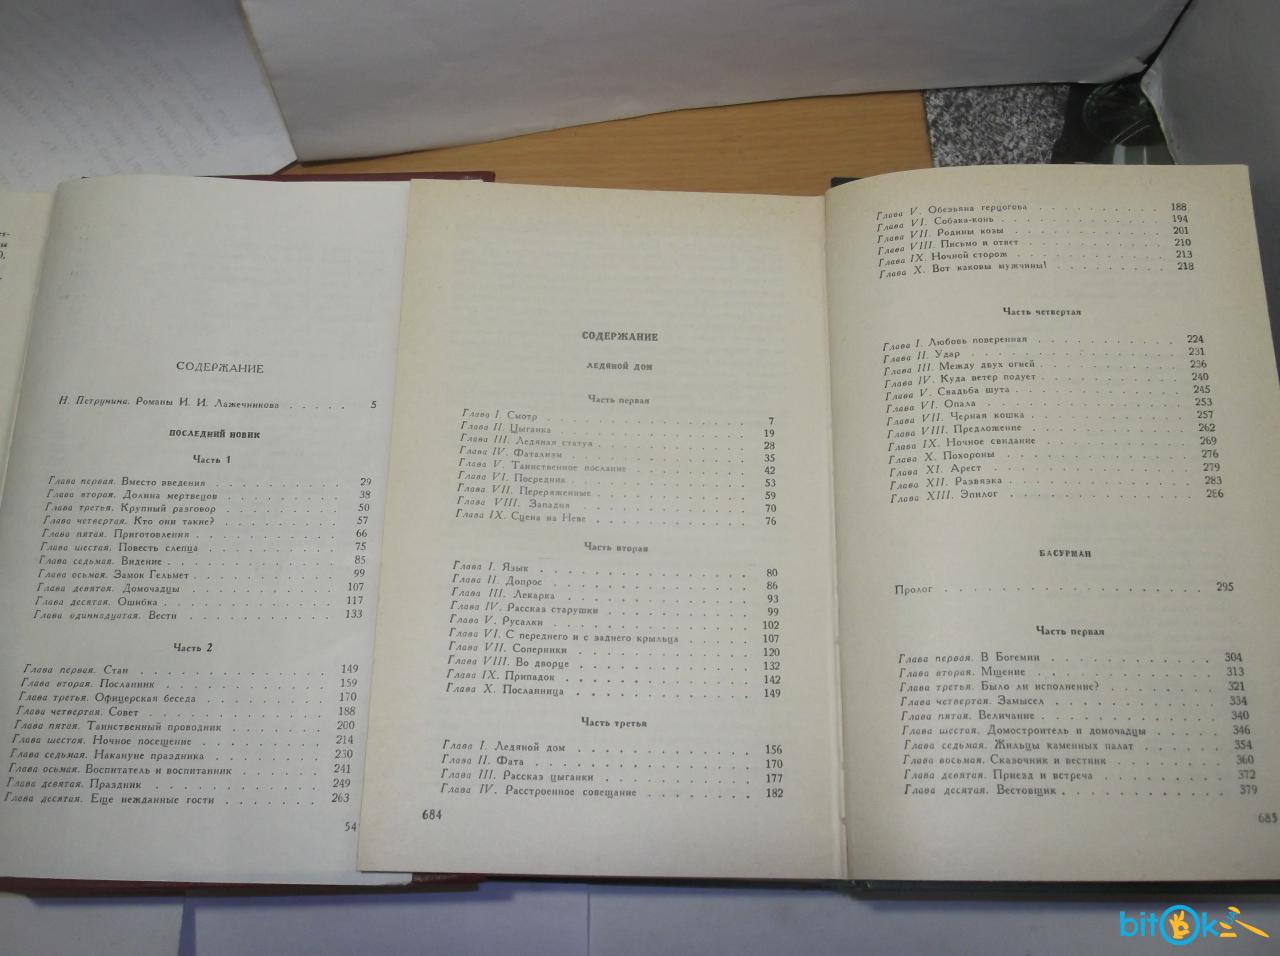 СОДЕРЖАНИЕ
Н. Петрунина. Романы И. И. Лажечникова . . . . . 5
ПОСЛЕДНИЙ НОВИК
Часть 1
Глава первая. Вместо введения . . . . . 29
Глава вторая. Долина мертвецов . . . . . 38
Глава третья. Крупный разговор . . . . . 50
Глава четвертая. Кто они такие? . . . . . 57
Глава пятая. Приготовления . . . . . 66
Глава шестая. Повесть слепца . . . . . 75
Глава седьмая. Видение . . . . . 85
Глава осьмая. Замок Гельмет . . . . . 99
Глава девятая. Домочадцы . . . . . 107
Глава десятая. Ошибка . . . . . 117
Глава одиннадцатая. Вести . . . . . 133
Часть 2
Глава первая. Стан . . . . . 149
Глава вторая. Посланник . . . . . 159
Глава третья. Офицерская беседа . . . . . 170
Глава четвертая. Совет . . . . . 188
Глава пятая. Таинственный проводник . . . . . 200
Глава шестая. Ночное посещение . . . . . 214
Глава седьмая. Накануне праздника . . . . . 230
Глава осьмая. Воспитатель и воспитанник . . . . . 241
Глава девятая. Праздник . . . . . 249
Глава десятая. Еще нежданные гости . . . . . 263
54
СОДЕРЖАНИЕ
ЛЕДЯНОЙ ДОМ
Часть первая
Глава I. Смотр . . . . . 7
Глава II. Цыганка . . . . . 19
Глава III. Ледяная статуя . . . . . 28
Глава IV. Фатализм . . . . . 35
Глава V. Таинственное послание . . . . . 42
Глава VI. Посредник . . . . . 53
Глава VII. Переряженные . . . . . 59
Глава VIII. Западня . . . . . 70
Глава IX. Сцена на Неве . . . . . 76
Часть вторая
Глава I. Язык . . . . . 80
Глава II. Допрос . . . . . 86
Глава III. Лекарка . . . . . 93
Глава IV. Рассказ старушки . . . . . 99
Глава V. Русалки . . . . . 102
Глава VI. С переднего и с заднего крыльца . . . . . 107
Глава VII. Соперники . . . . . 120
Глава VIII. Во дворце . . . . . 132
Глава IX. Припадок . . . . . 142
Глава X. Посланница . . . . . 149
Часть третья
Глава I. Ледяной дом . . . . . 156
Глава II. Фата . . . . . 170
Глава III. Рассказ цыганки . . . . . 177
Глава IV. Расстроенное совещание . . . . . 182
684
Глава V. Обезьяна герцогова . . . . . 188
Глава VI. Собака-конь . . . . . 194
Глава VII. Родины козы . . . . . 201
Глава VIII. Письмо и ответ . . . . . 210
Глава IX. Ночной сторож . . . . . 213
Глава X. Вот каковы мужчины! . . . . . 218
Часть четвертая
Глава I. Любовь поверенная . . . . . 224
Глава II. Удар . . . . . 231
Глава III. Между двух огней . . . . . 236
Глава IV. Куда ветер подует . . . . . 240
Глава V. Свадьба шута . . . . . 245
Глава VI. Опала . . . . . 253
Глава VII. Черная кошка . . . . . 257
Глава VIII. Предложение . . . . . 262
Глава IX. Ночное свидание . . . . . 269
Глава X. Похороны . . . . . 276
Глава XI. Арест . . . . . 279
Глава XII. Развязка . . . . . 283
Глава XIII. Эпилог . . . . . 286
БАСУРМАН
Пролог . . . . . 295
Часть первая
Глава первая. В Богемии . . . . . 304
Глава вторая. Мщение . . . . . 313
Глава третья. Было ли исполнение? . . . . . 321
Глава четвертая. Замысел . . . . . 334
Глава пятая. Величание . . . . . 340
Глава шестая. Домостроитель и домочадцы . . . . . 346
Глава седьмая. Жильцы каменных палат . . . . . 354
Глава восьмая. Сказочник и вестник . . . . . 360
Глава девятая. Приезд и встреча . . . . . 372
Глава десятая. Вестовщик . . . . . 379
685
bitok